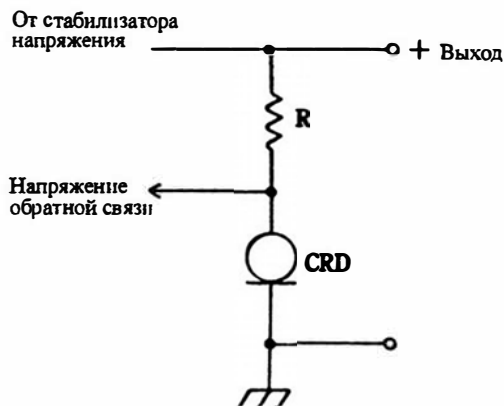 От стабилизатора
напряжения
+ Выход
R
Напряжение
обратной связи
CRD